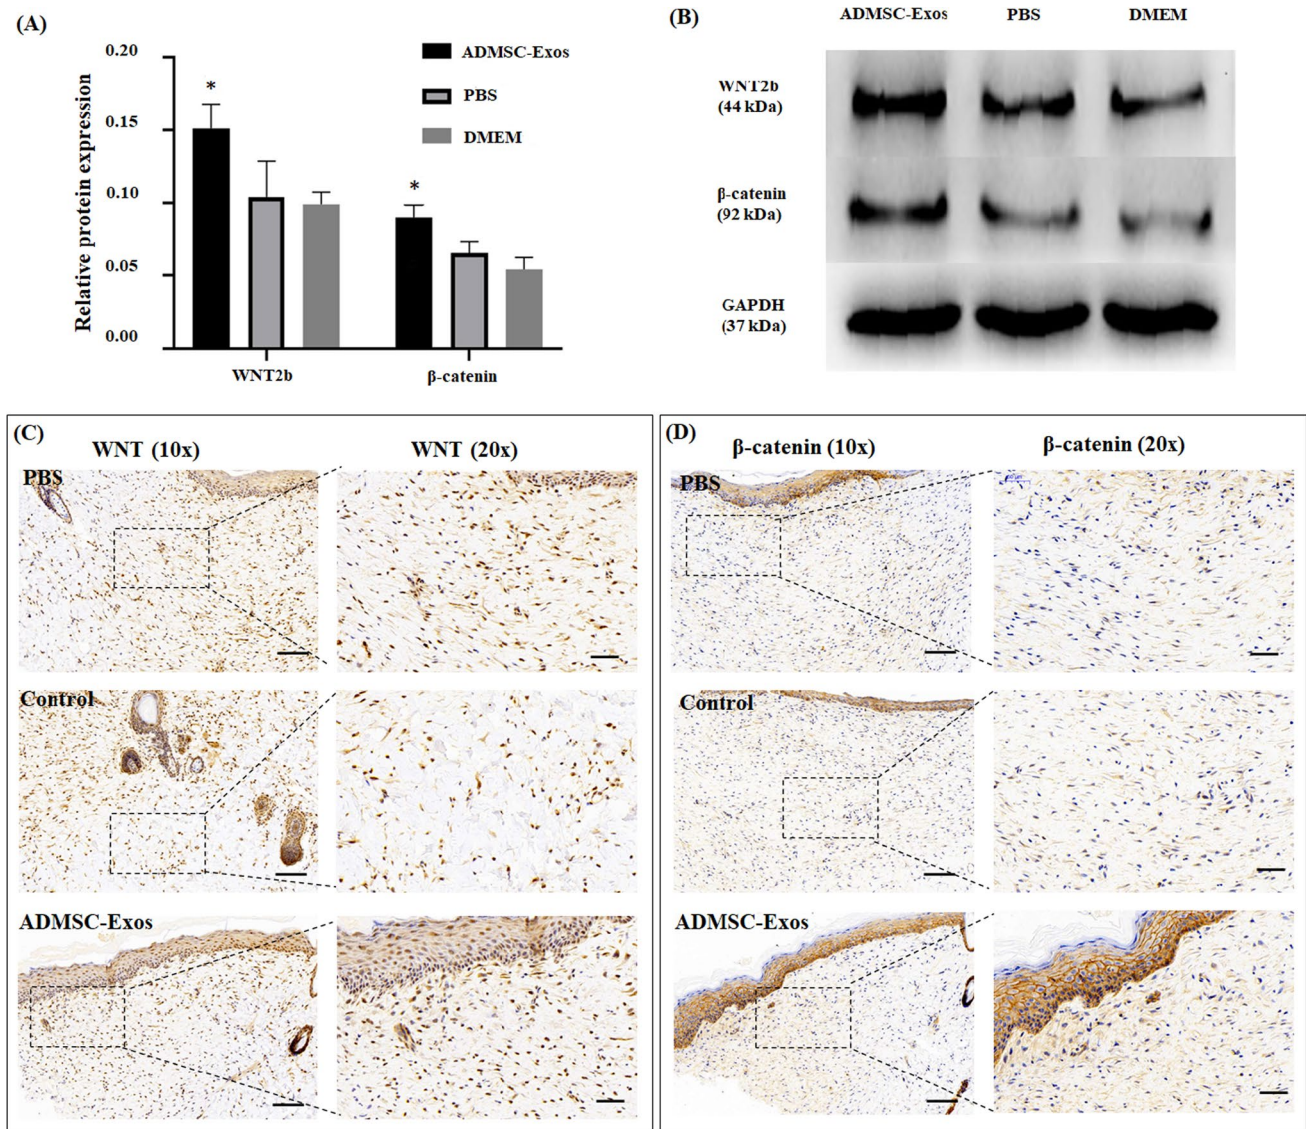 (A)
0.20
0.15
0.10
0.05
0.00
Relative protein expression
*
*
ADMSC-Exos
PBS
DMEM
WNT2b
β-catenin
(B)
ADMSC-Exos PBS DMEM
WNT2b
(44 kDa)
β-catenin
(92 kDa)
GAPDH
(37 kDa)
(C)
WNT (10x) WNT (20x)
PBS
Control
ADMSC-Exos
(D)
β-catenin (10x) β-catenin (20x)
PBS
Control
ADMSC-Exos